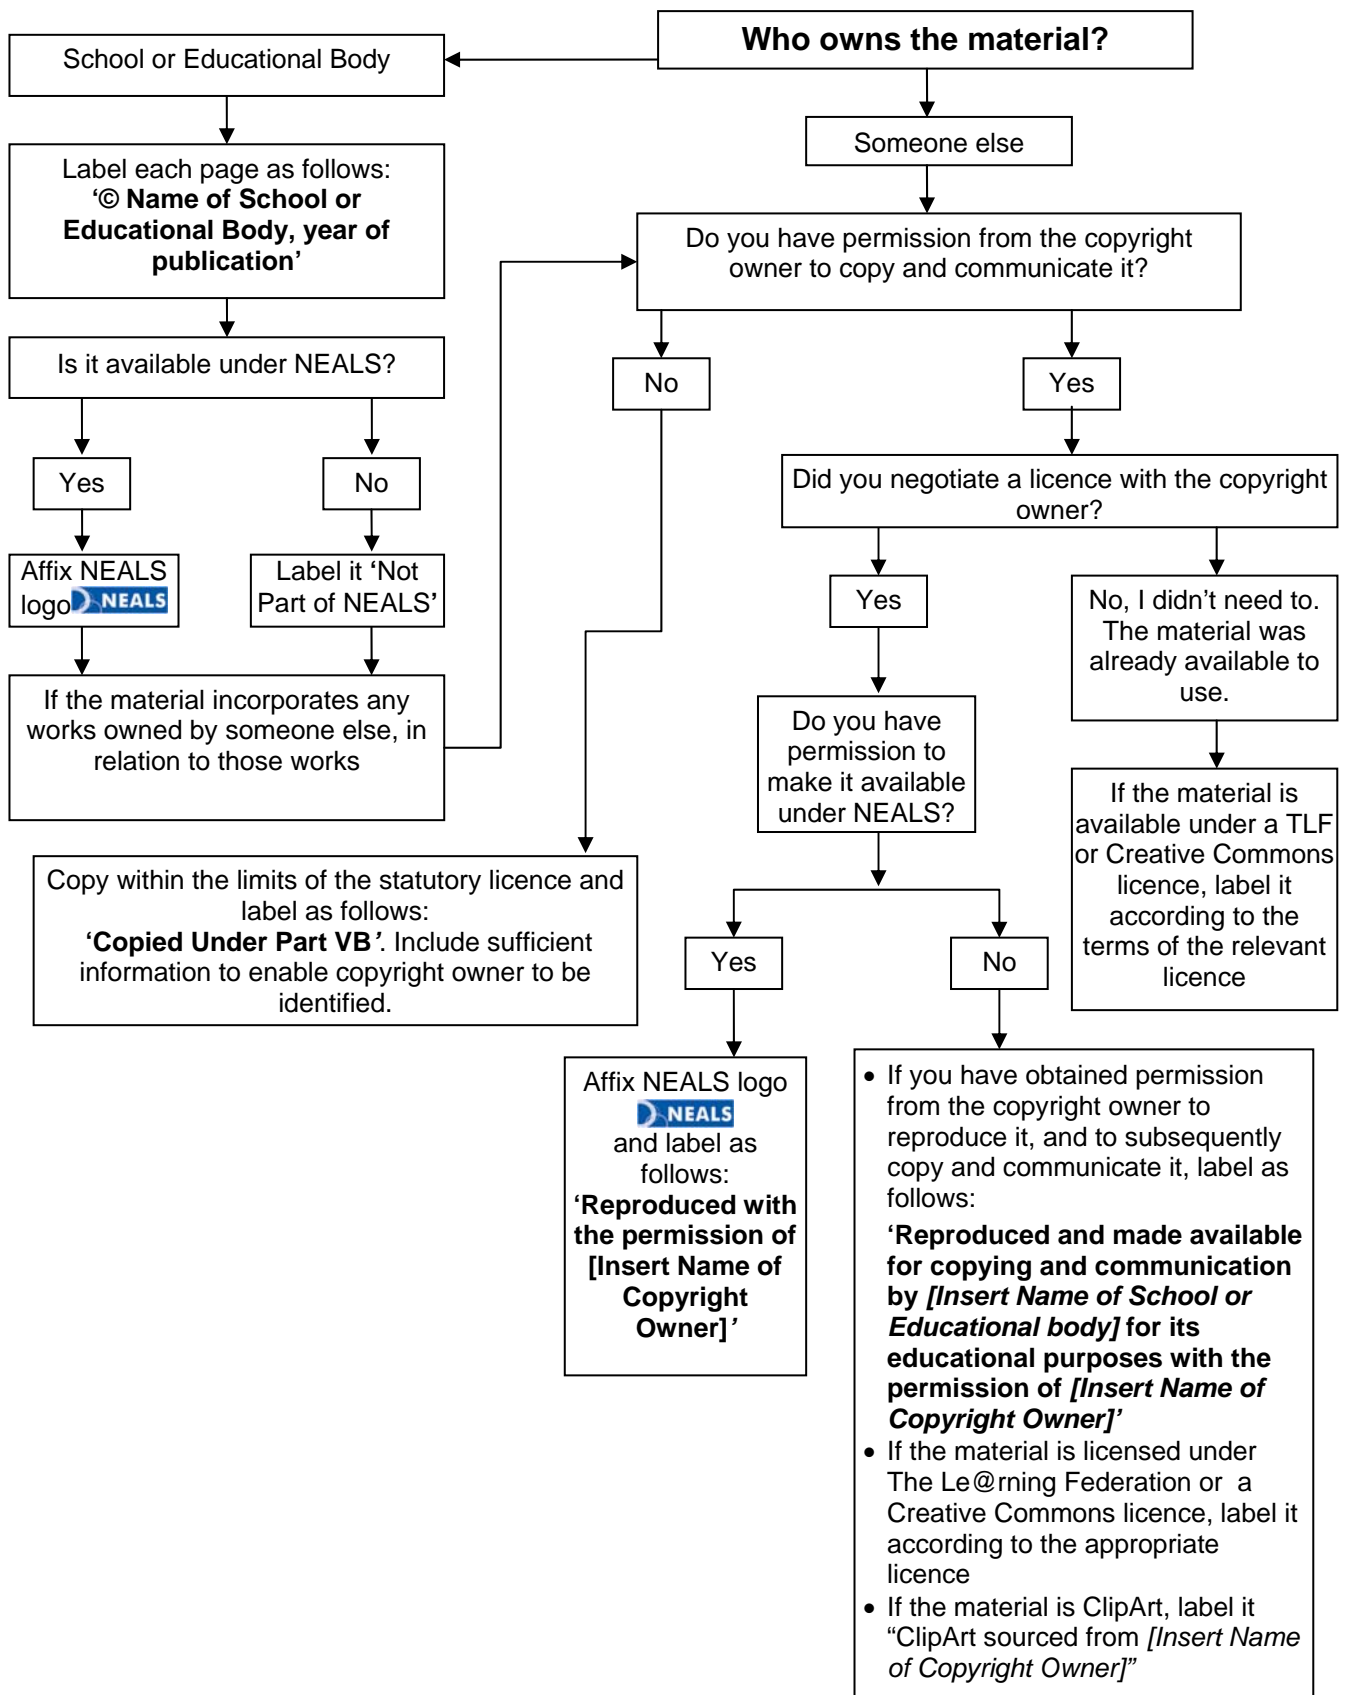 Who owns the material?
School or Educational Body
Someone else
Label each page as follows:
‘© Name of School or
Educational Body, year of
publication’
Do you have permission from the copyright
owner to copy and communicate it?
Is it available under NEALS?
No
Yes
Yes
No
Did you negotiate a licence with the copyright
owner?
Affix NEALS
logo NEALS
Label it ‘Not
Part of NEALS’
Yes
No, I didn’t need to.
The material was
already available to
use.
If the material incorporates any
works owned by someone else, in
relation to those works
Do you have
permission to
make it available
under NEALS?
If the material is
available under a TLF
or Creative Commons
licence, label it
according to the
terms of the relevant
licence
Copy within the limits of the statutory licence and
label as follows:
‘Copied Under Part VB’. Include sufficient
information to enable copyright owner to be
identified.
Yes
No
Affix NEALS logo
NEALS
and label as
follows:
‘Reproduced with
the permission of
[Insert Name of
Copyright
Owner]’
• If you have obtained permission
from the copyright owner to
reproduce it, and to subsequently
copy and communicate it, label as
follows:
‘Reproduced and made available
for copying and communication
by [Insert Name of School or
Educational body] for its
educational purposes with the
permission of [Insert Name of
Copyright Owner]’
• If the material is licensed under
The Le@rning Federation or a
Creative Commons licence, label it
according to the appropriate
licence
• If the material is ClipArt, label it
“ClipArt sourced from [Insert Name
of Copyright Owner]”